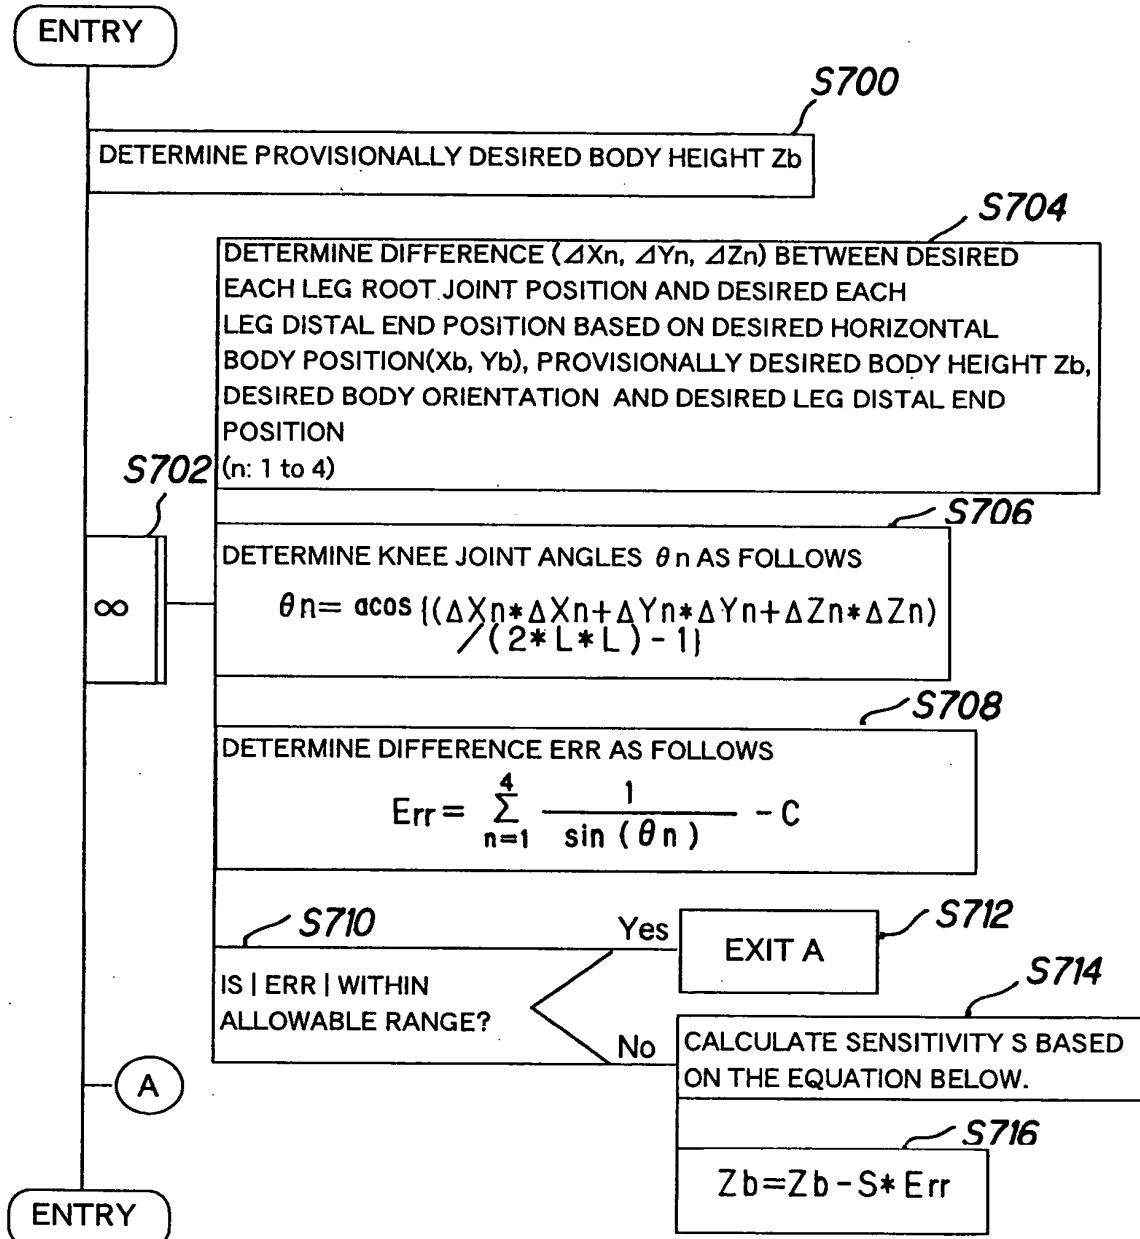 ENTRY
S700
DETERMINE PROVISIONALLY DESIRED BODY HEIGHT Zb
S704
DETERMINE DIFFERENCE (ΔXn, ΔYn, ΔZn) BETWEEN DESIRED
EACH LEG ROOT JOINT POSITION AND DESIRED EACH
LEG DISTAL END POSITION BASED ON DESIRED HORIZONTAL
BODY POSITION(Xb, Yb), PROVISIONALLY DESIRED BODY HEIGHT Zb,
DESIRED BODY ORIENTATION AND DESIRED LEG DISTAL END
POSITION
(n: 1 to 4)
S702
∞
S706
DETERMINE KNEE JOINT ANGLES θn AS FOLLOWS
θn= acos {(ΔXn*ΔXn+ΔYn*ΔYn+ΔZn*ΔZn)
/(2*L*L)-1}
S708
DETERMINE DIFFERENCE ERR AS FOLLOWS
Err= Σ_{n=1}^{4} 1/sin(θn) - C
S710
IS | ERR | WITHIN
ALLOWABLE RANGE?
Yes
EXIT A
S712
No
S714
CALCULATE SENSITIVITY S BASED
ON THE EQUATION BELOW.
S716
Zb=Zb-S* Err
A
ENTRY